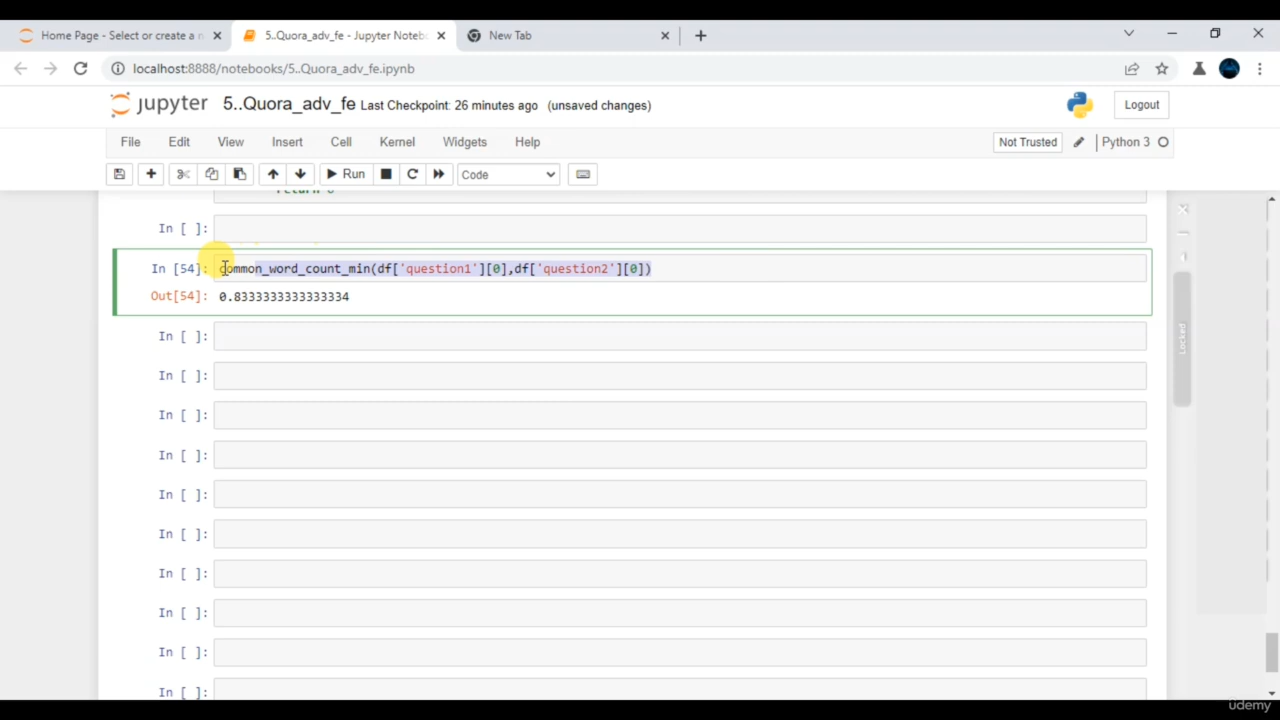 Home Page - Select or create a n
5..Quora_adv_fe - Jupyter Noteb
New Tab
localhost:8888/notebooks/5..Quora_adv_fe.ipynb
jupyter 5..Quora_adv_fe Last Checkpoint: 26 minutes ago (unsaved changes)
Logout
File Edit View Insert Cell Kernel Widgets Help
Not Trusted
Python 3
Run
Code
In [ ]:
In [54]: common_word_count_min(df['question1'][0],df['question2'][0])
Out[54]: 0.8333333333333334
In [ ]:
In [ ]:
In [ ]:
In [ ]:
In [ ]:
In [ ]:
In [ ]:
In [ ]:
In [ ]:
In [ ]:
Locked
ûdemy